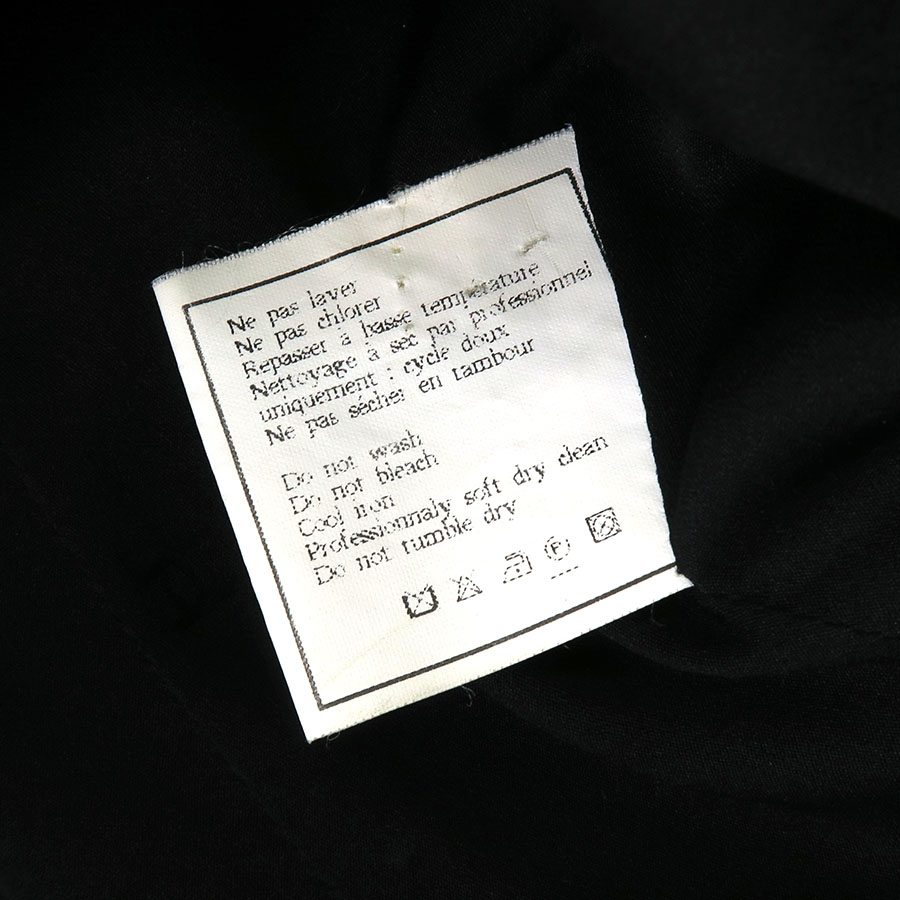 Ne pas laver
Ne pas chlorer
Repasser à basse température
Nettoyage à sec par professionnel
uniquement : cycle doux
Ne pas sécher en tambour
Do not wash
Do not bleach
Cool iron
Professionnaly soft dry clean
Do not tumble dry
P